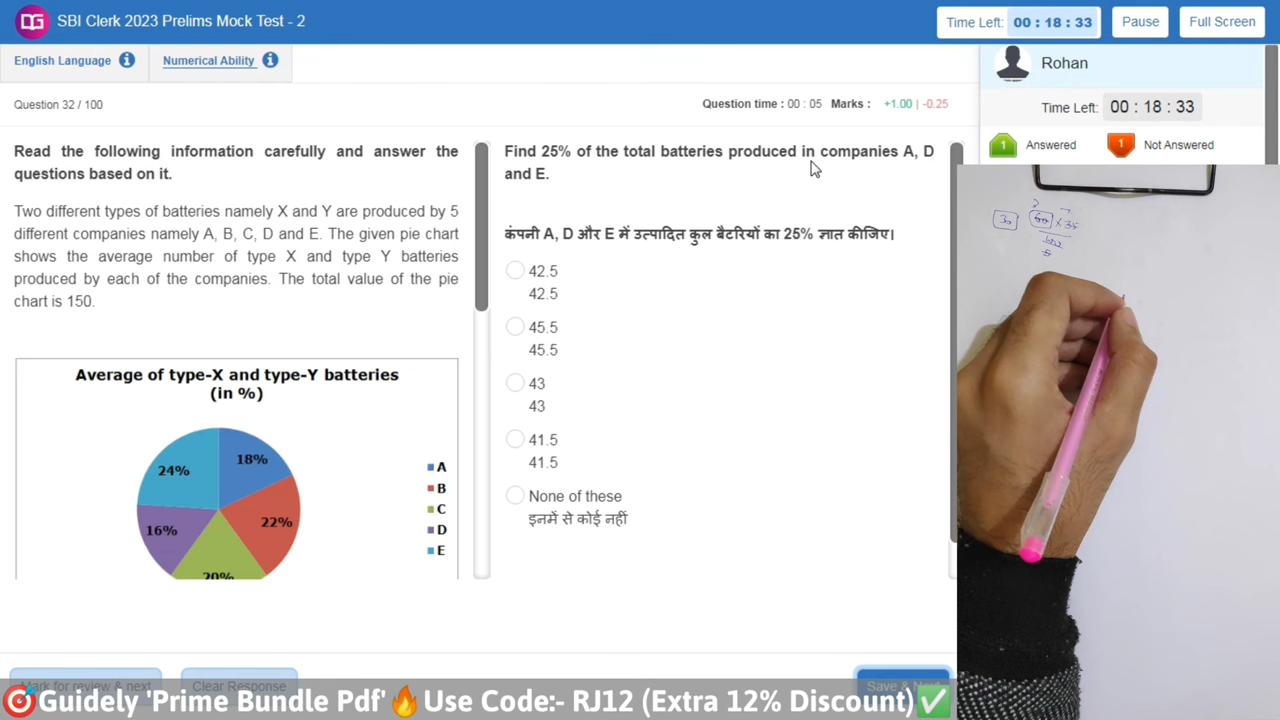 SBI Clerk 2023 Prelims Mock Test - 2
Time Left: 00 : 18 : 33
Pause
Full Screen
English Language
Numerical Ability
Rohan
Question 32 / 100
Question time : 00 : 05 Marks : +1.00 | -0.25
Time Left: 00 : 18 : 33
1 Answered
1 Not Answered
Read the following information carefully and answer the
questions based on it.
Two different types of batteries namely X and Y are produced by 5
different companies namely A, B, C, D and E. The given pie chart
shows the average number of type X and type Y batteries
produced by each of the companies. The total value of the pie
chart is 150.
Average of type-X and type-Y batteries
(in %)
18%
22%
20%
16%
24%
A
B
C
D
E
Find 25% of the total batteries produced in companies A, D
and E.
कंपनी A, D और E में उत्पादित कुल बैटरियों का 25% ज्ञात कीजिए।
42.5
42.5
45.5
45.5
43
43
41.5
41.5
None of these
इनमें से कोई नहीं
Mark for review & next
Clear Response
Guidely 'Prime Bundle Pdf' Use Code:- RJ12 (Extra 12% Discount)